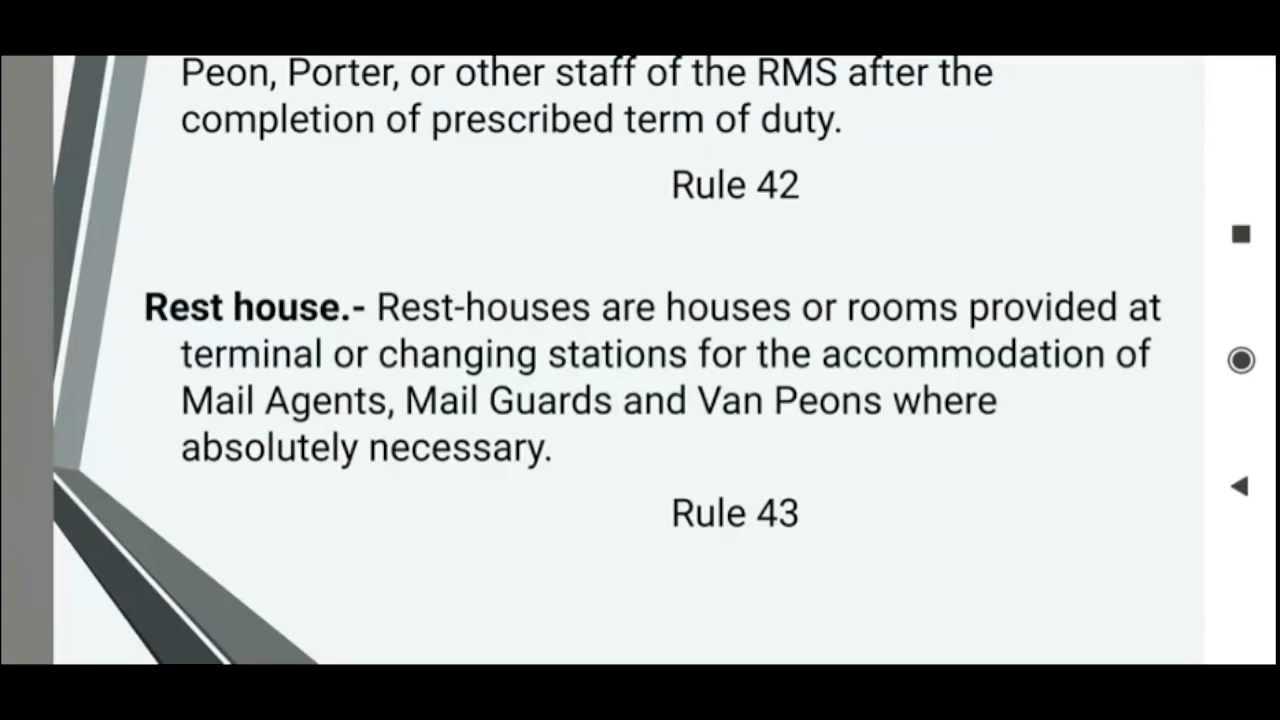 Peon, Porter, or other staff of the RMS after the
completion of prescribed term of duty.
Rule 42
Rest house.- Rest-houses are houses or rooms provided at
terminal or changing stations for the accommodation of
Mail Agents, Mail Guards and Van Peons where
absolutely necessary.
Rule 43